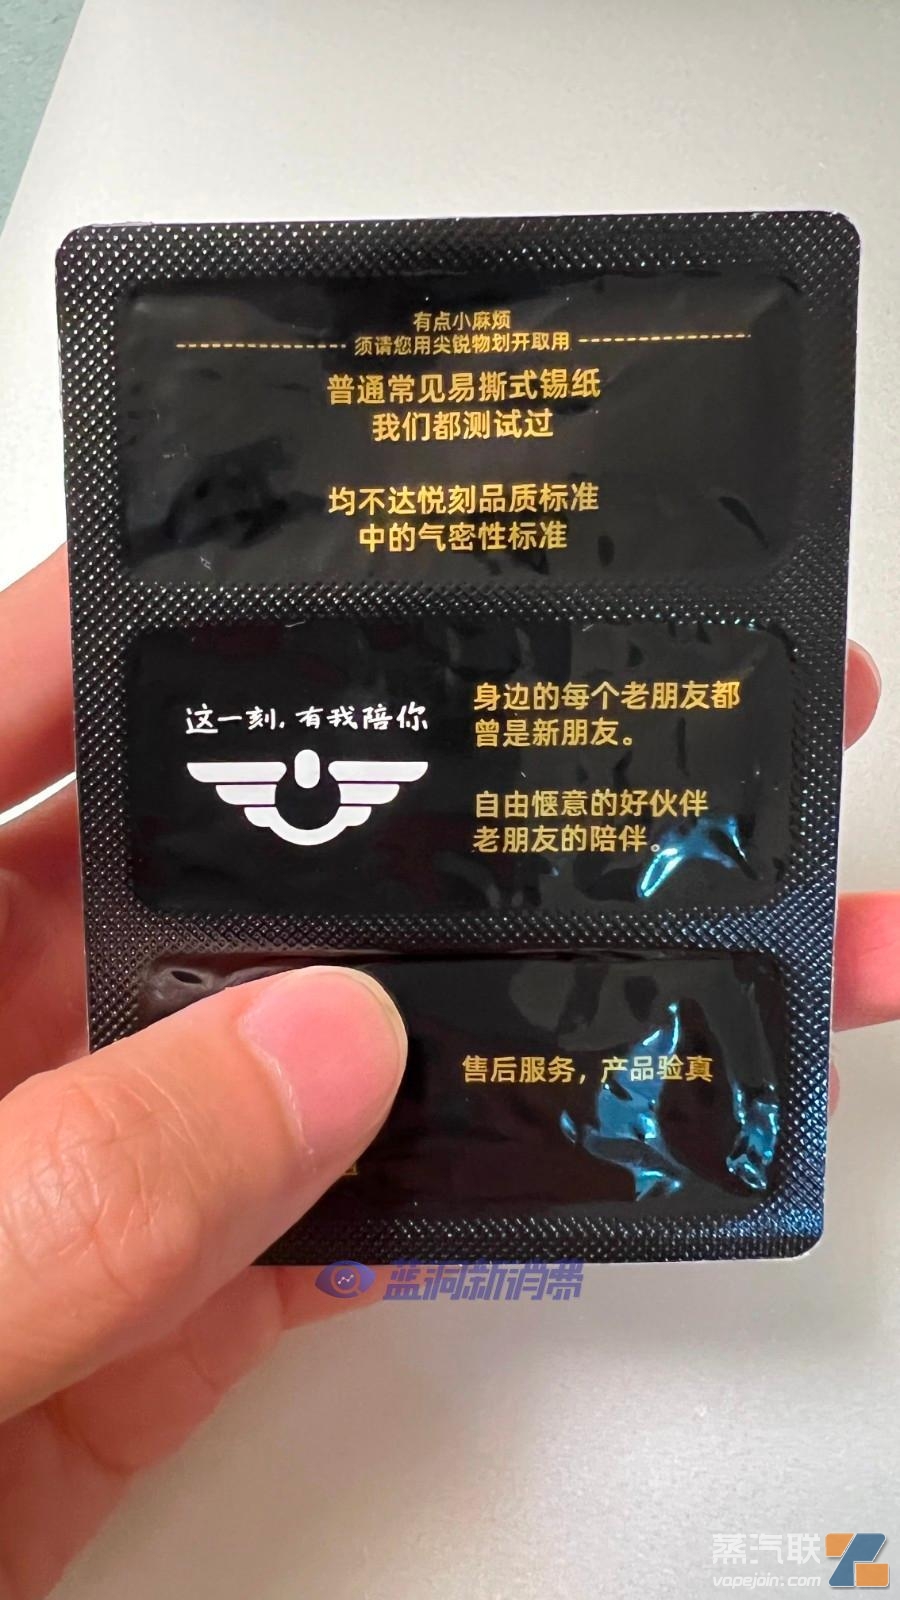 有点小麻烦
须请您用尖锐物划开取用
普通常见易撕式锡纸
我们都测试过
均不达悦刻品质标准
中的气密性标准
这一刻，有我陪你
身边的每个老朋友都
曾是新朋友。
自由惬意的好伙伴
老朋友的陪伴。
售后服务，产品验真
蓝洞新消费
蒸汽联
vapejoin.com